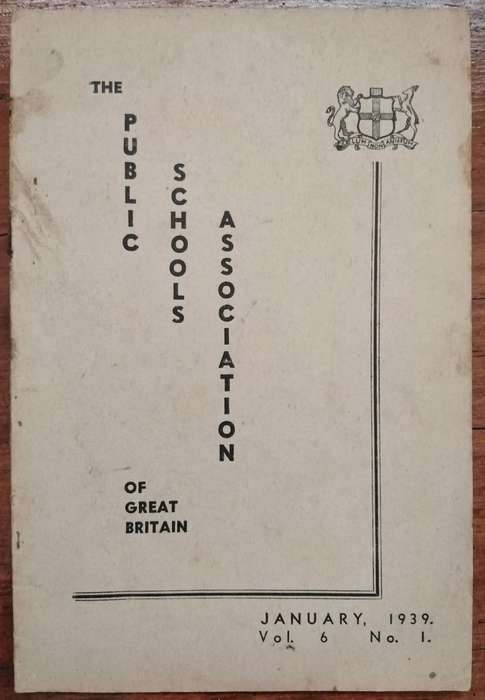 THE
PUBLIC
SCHOOLS
ASSOCIATION
OF
GREAT
BRITAIN
JANUARY, 1939.
Vol. 6 No. 1.